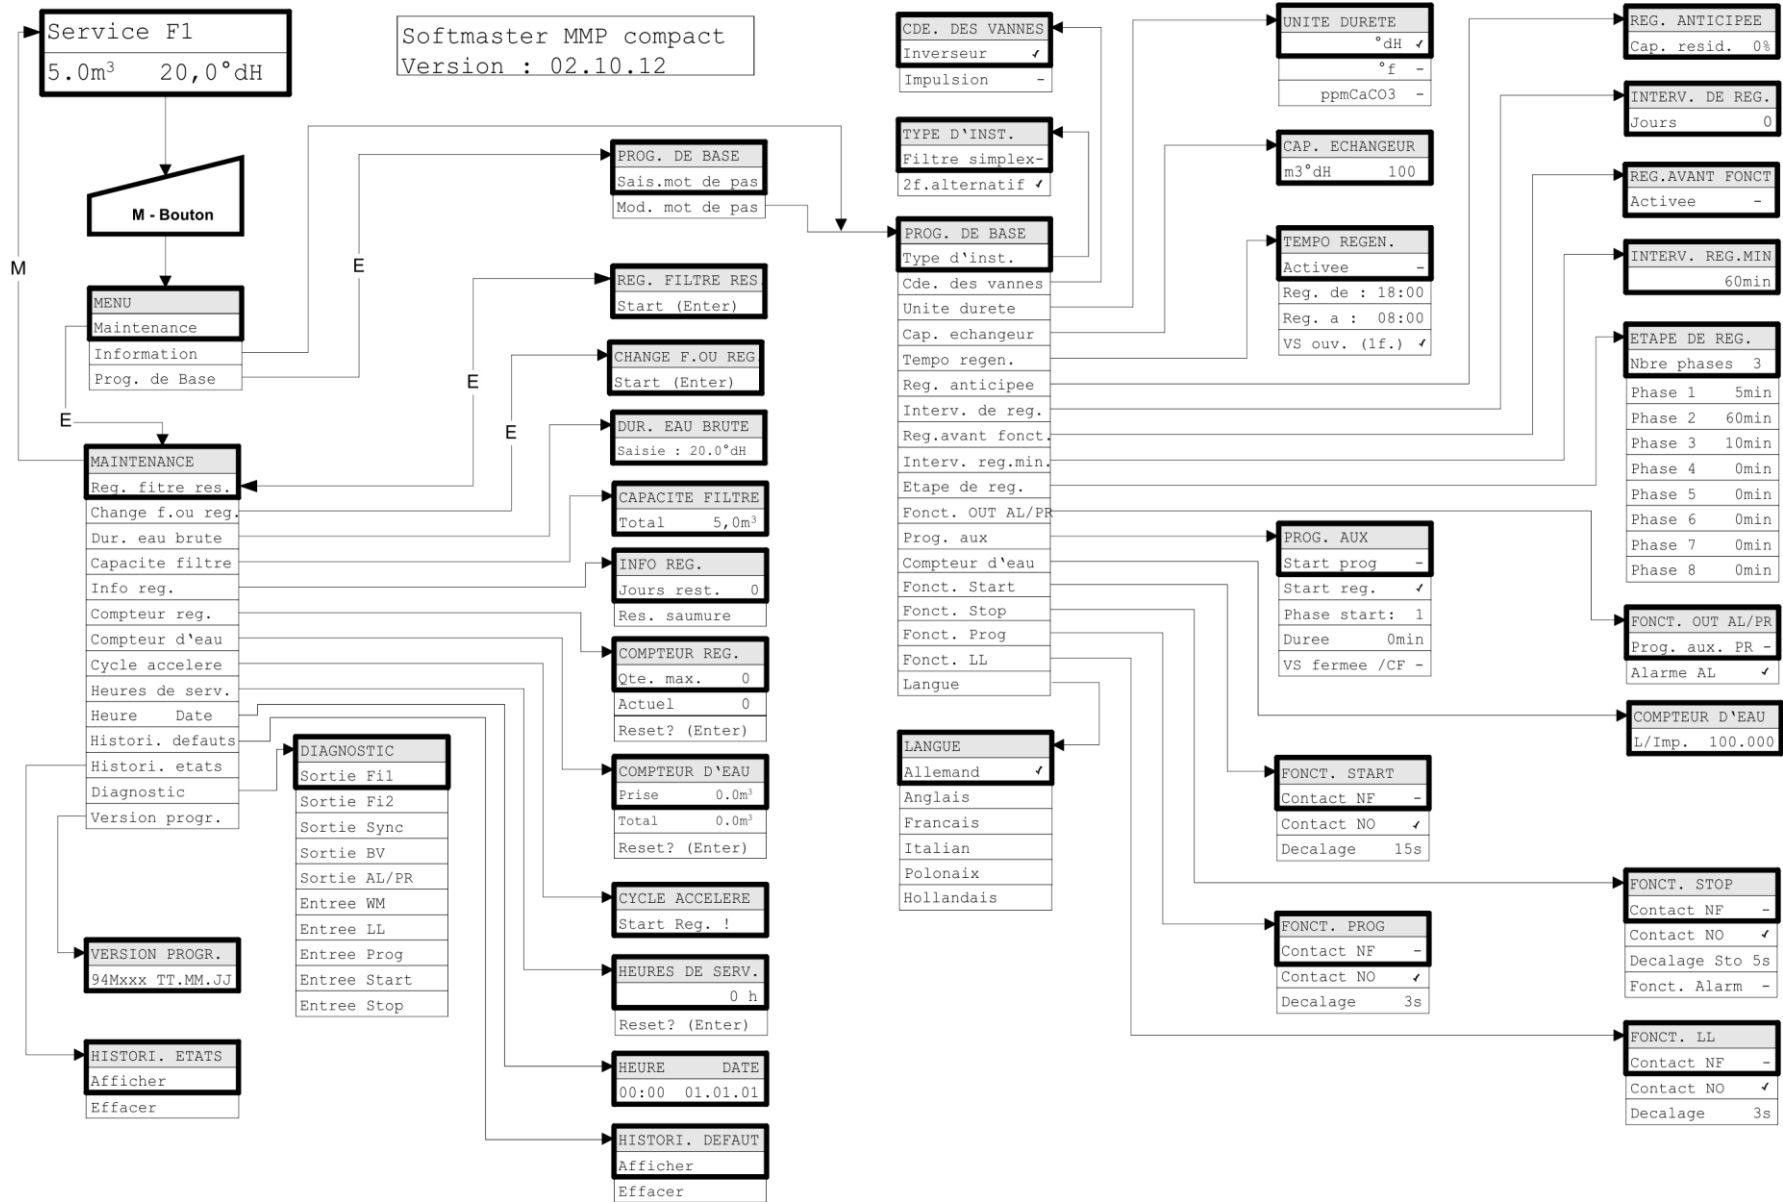 Service F1
5.0m³ 20,0°dH
Softmaster MMP compact
Version : 02.10.12
M - Bouton
M
E
E
E
E
E
MENU
Maintenance
Information
Prog. de Base
MAINTENANCE
Reg. fitre res.
Change f.ou reg.
Dur. eau brute
Capacite filtre
Info reg.
Compteur reg.
Compteur d'eau
Cycle accelere
Heures de serv.
Heure Date
Histori. defauts
Histori. etats
Diagnostic
Version progr.
VERSION PROGR.
94Mxxx TT.MM.JJ
HISTORI. ETATS
Afficher
Effacer
DIAGNOSTIC
Sortie Fi1
Sortie Fi2
Sortie Sync
Sortie BV
Sortie AL/PR
Entree WM
Entree LL
Entree Prog
Entree Start
Entree Stop
PROG. DE BASE
Sais.mot de pas
Mod. mot de pas
REG. FILTRE RES.
Start (Enter)
CHANGE F.OU REG.
Start (Enter)
DUR. EAU BRUTE
Saisie : 20.0°dH
CAPACITE FILTRE
Total 5,0m³
INFO REG.
Jours rest. 0
Res. saumure
COMPTEUR REG.
Qte. max. 0
Actuel 0
Reset? (Enter)
COMPTEUR D'EAU
Prise 0.0m³
Total 0.0m³
Reset? (Enter)
CYCLE ACCELERE
Start Reg. !
HEURES DE SERV.
0 h
Reset? (Enter)
HEURE DATE
00:00 01.01.01
HISTORI. DEFAUT
Afficher
Effacer
CDE. DES VANNES
Inverseur ✓
Impulsion -
TYPE D'INST.
Filtre simplex-
2f.alternatif ✓
PROG. DE BASE
Type d'inst.
Cde. des vannes
Unite durete
Cap. echangeur
Tempo regen.
Reg. anticipee
Interv. de reg.
Reg.avant fonct.
Interv. reg.min.
Etape de reg.
Fonct. OUT AL/PR
Prog. aux
Compteur d'eau
Fonct. Start
Fonct. Stop
Fonct. Prog
Fonct. LL
Langue
LANGUE
Allemand ✓
Anglais
Francais
Italian
Polonaix
Hollandais
UNITE DURETE
°dH ✓
°f -
ppmCaCO3 -
CAP. ECHANGEUR
m3°dH 100
TEMPO REGEN.
Activee -
Reg. de : 18:00
Reg. a : 08:00
VS ouv. (1f.) ✓
PROG. AUX
Start prog -
Start reg. ✓
Phase start: 1
Duree 0min
VS fermee /CF -
FONCT. START
Contact NF -
Contact NO ✓
Decalage 15s
FONCT. PROG
Contact NF -
Contact NO ✓
Decalage 3s
REG. ANTICIPEE
Cap. resid. 0%
INTERV. DE REG.
Jours 0
REG.AVANT FONCT
Activee -
INTERV. REG.MIN
60min
ETAPE DE REG.
Nbre phases 3
Phase 1 5min
Phase 2 60min
Phase 3 10min
Phase 4 0min
Phase 5 0min
Phase 6 0min
Phase 7 0min
Phase 8 0min
FONCT. OUT AL/PR
Prog. aux. PR -
Alarme AL ✓
COMPTEUR D'EAU
L/Imp. 100.000
FONCT. STOP
Contact NF -
Contact NO ✓
Decalage Sto 5s
Fonct. Alarm -
FONCT. LL
Contact NF -
Contact NO ✓
Decalage 3s